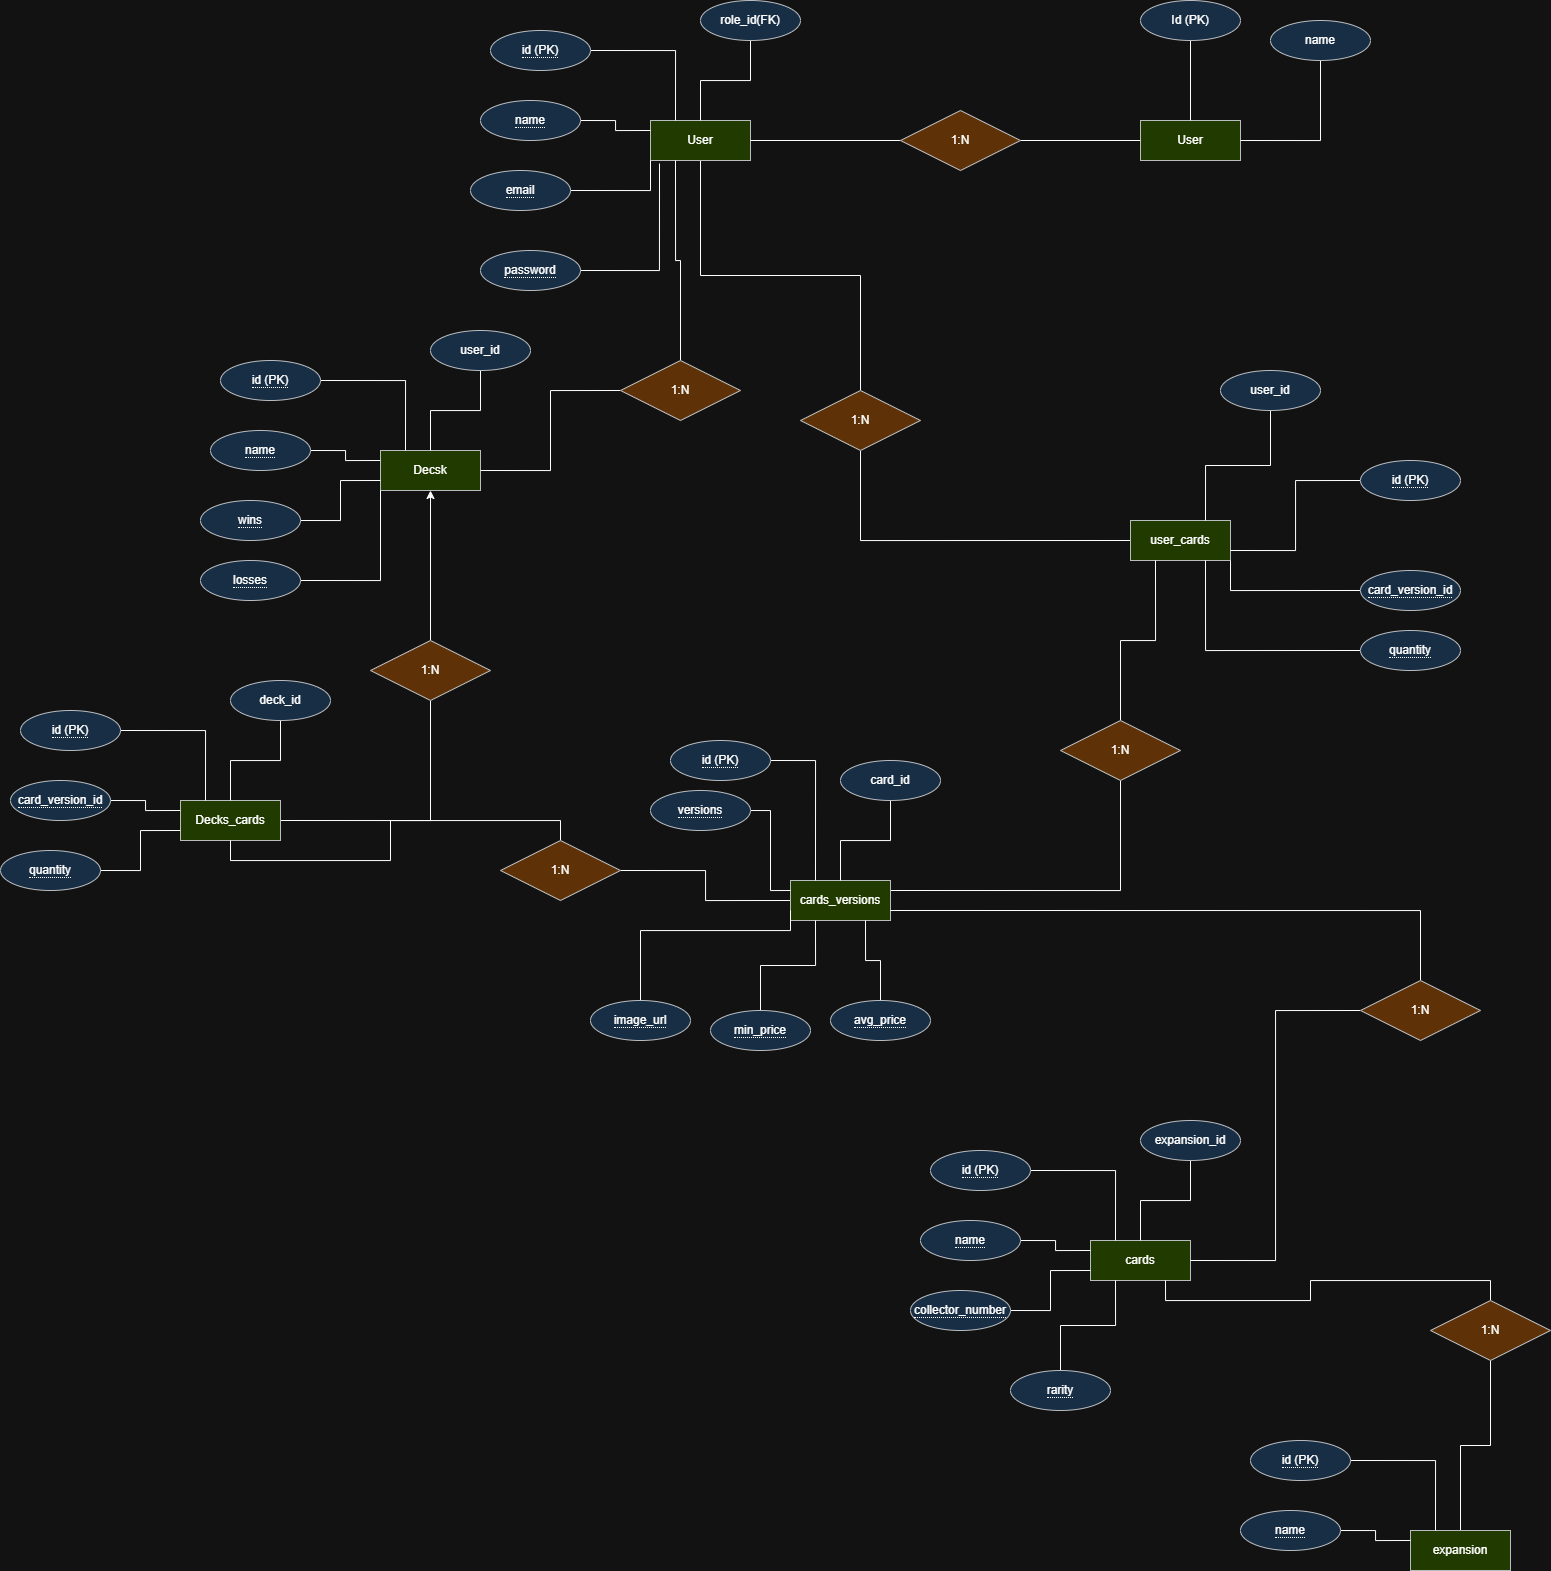 role_id(FK)
Id (PK)
name
id (PK)
name
User
1:N
User
email
password
user_id
id (PK)
1:N
name
Decsk
1:N
wins
losses
user_id
id (PK)
user_cards
card_version_id
quantity
1:N
deck_id
id (PK)
card_version_id
Decks_cards
quantity
1:N
1:N
id (PK)
card_id
versions
cards_versions
image_url
min_price
avg_price
1:N
expansion_id
id (PK)
name
cards
collector_number
rarity
1:N
id (PK)
name
expansion